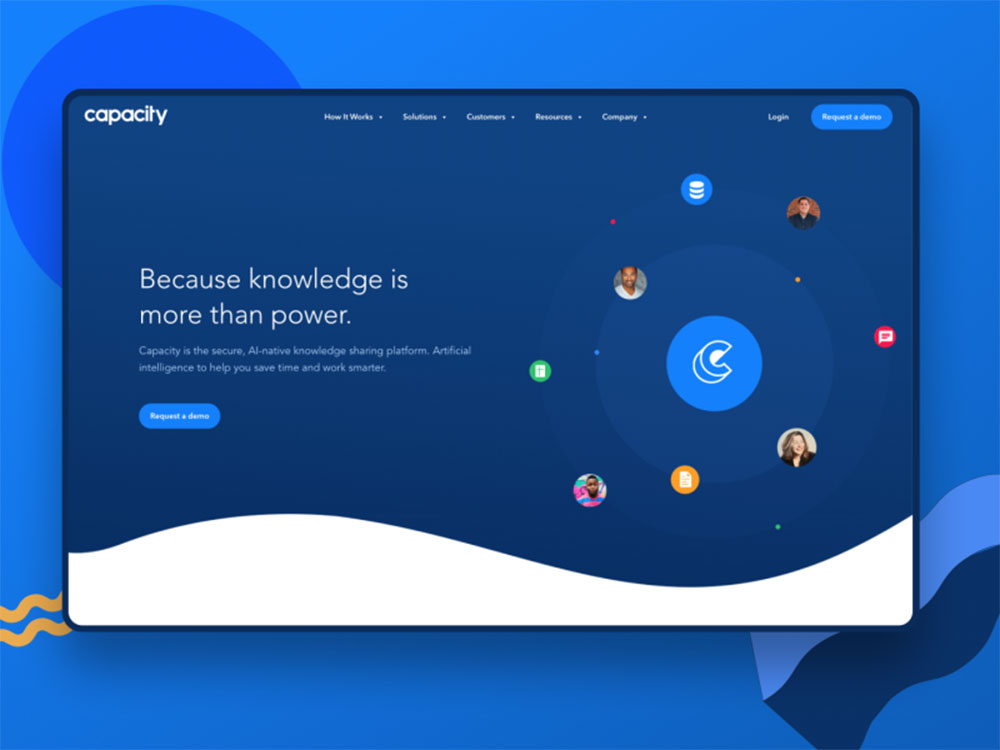 capacity
How It Works
Solutions
Customers
Resources
Company
Login
Request a demo
Because knowledge is
more than power.
Capacity is the secure, AI-native knowledge sharing platform. Artificial
intelligence to help you save time and work smarter.
Request a demo